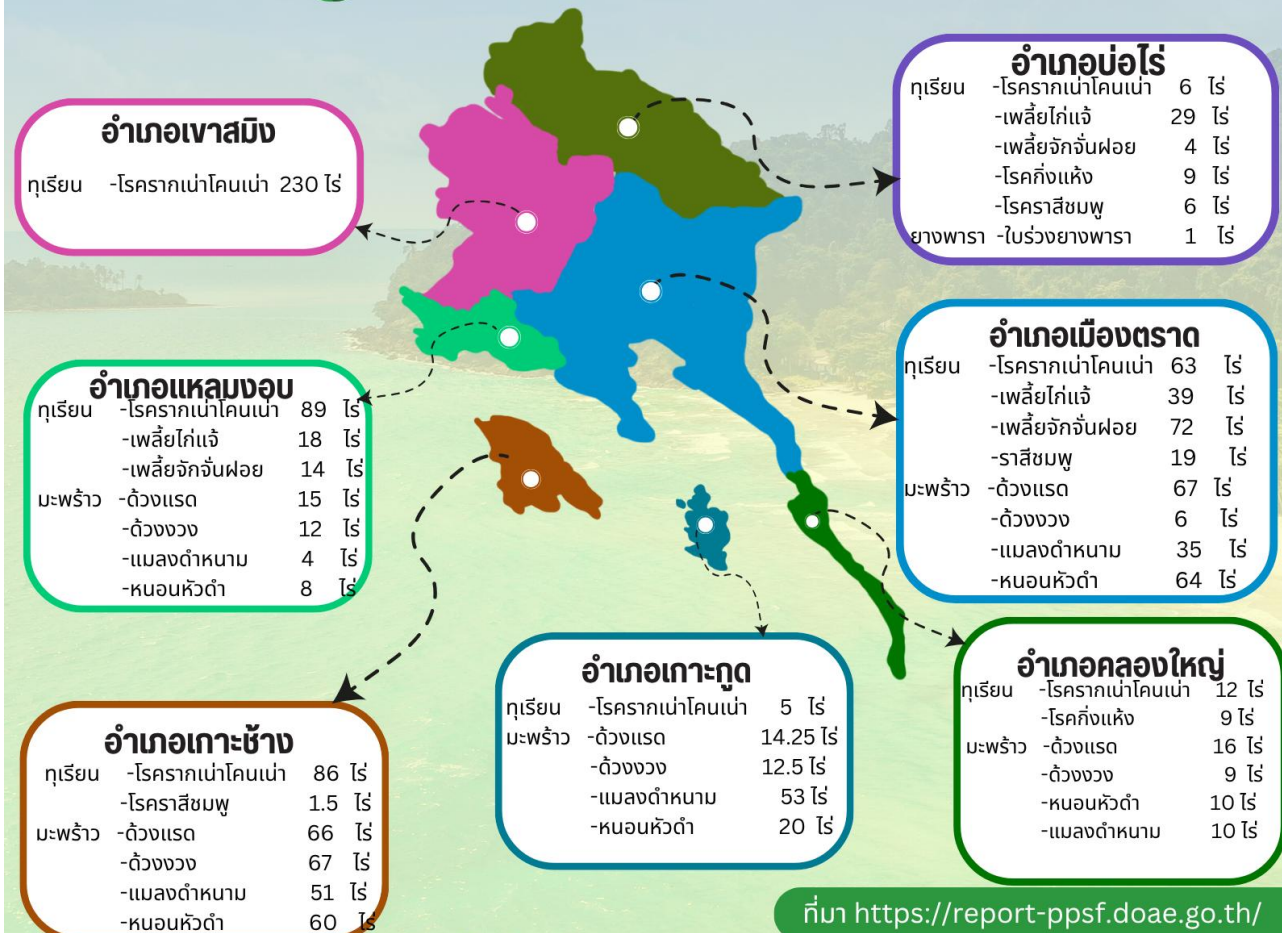 อำเภอเขาสมิง
ทุเรียน -โรครากเน่าโคนเน่า 230 ไร่
อำเภอบ่อไร่
ทุเรียน -โรครากเน่าโคนเน่า 6 ไร่
-เพลี้ยไก่แจ้ 29 ไร่
-เพลี้ยจักจั่นฝอย 4 ไร่
-โรคกิ่งแห้ง 9 ไร่
-โรคราสีชมพู 6 ไร่
ยางพารา -ใบร่วงยางพารา 1 ไร่
อำเภอแหลมงอบ
ทุเรียน -โรครากเน่าโคนเน่า 89 ไร่
-เพลี้ยไก่แจ้ 18 ไร่
-เพลี้ยจักจั่นฝอย 14 ไร่
มะพร้าว -ด้วงแรด 15 ไร่
-ด้วงงวง 12 ไร่
-แมลงดำหนาม 4 ไร่
-หนอนหัวดำ 8 ไร่
อำเภอเมืองตราด
ทุเรียน -โรครากเน่าโคนเน่า 63 ไร่
-เพลี้ยไก่แจ้ 39 ไร่
-เพลี้ยจักจั่นฝอย 72 ไร่
-ราสีชมพู 19 ไร่
มะพร้าว -ด้วงแรด 67 ไร่
-ด้วงงวง 6 ไร่
-แมลงดำหนาม 35 ไร่
-หนอนหัวดำ 64 ไร่
อำเภอเกาะช้าง
ทุเรียน -โรครากเน่าโคนเน่า 86 ไร่
-โรคราสีชมพู 1.5 ไร่
มะพร้าว -ด้วงแรด 66 ไร่
-ด้วงงวง 67 ไร่
-แมลงดำหนาม 51 ไร่
-หนอนหัวดำ 60 ไร่
อำเภอเกาะกูด
ทุเรียน -โรครากเน่าโคนเน่า 5 ไร่
มะพร้าว -ด้วงแรด 14.25 ไร่
-ด้วงงวง 12.5 ไร่
-แมลงดำหนาม 53 ไร่
-หนอนหัวดำ 20 ไร่
อำเภอคลองใหญ่
ทุเรียน -โรครากเน่าโคนเน่า 12 ไร่
-โรคกิ่งแห้ง 9 ไร่
มะพร้าว -ด้วงแรด 16 ไร่
-ด้วงงวง 9 ไร่
-หนอนหัวดำ 10 ไร่
-แมลงดำหนาม 10 ไร่
ที่มา https://report-ppsf.doae.go.th/